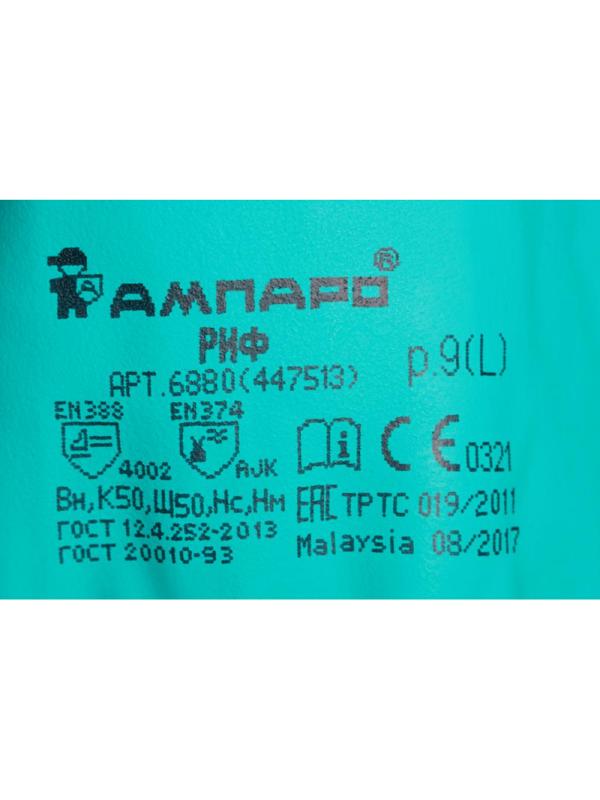 АМПАРО®
РИФ
р.9(L)
АРТ.6880(447513)
EN388 EN374
4002 AJK CE 0321
Вн,К50,Щ50,Нс,Нм
ЕАС ТР ТС 019/2011
ГОСТ 12.4.252-2013
ГОСТ 20010-93
Malaysia 08/2017